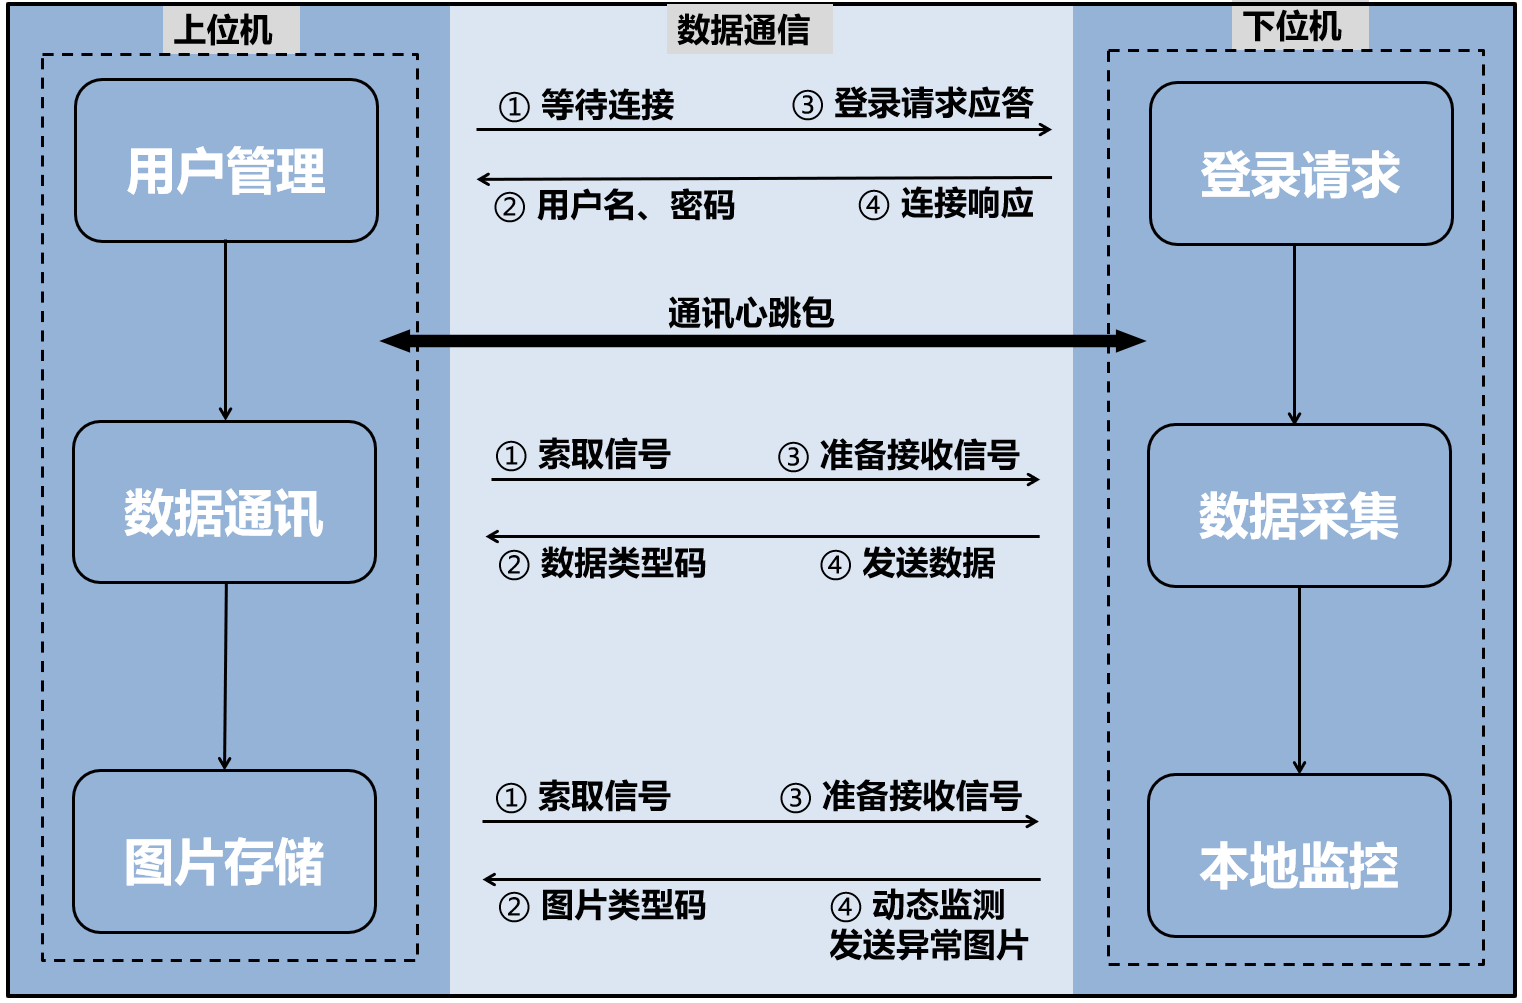 上位机
数据通信
下位机
用户管理
① 等待连接
③ 登录请求应答
② 用户名、密码
④ 连接响应
登录请求
通讯心跳包
数据通讯
① 索取信号
③ 准备接收信号
② 数据类型码
④ 发送数据
数据采集
图片存储
① 索取信号
③ 准备接收信号
② 图片类型码
④ 动态监测
发送异常图片
本地监控